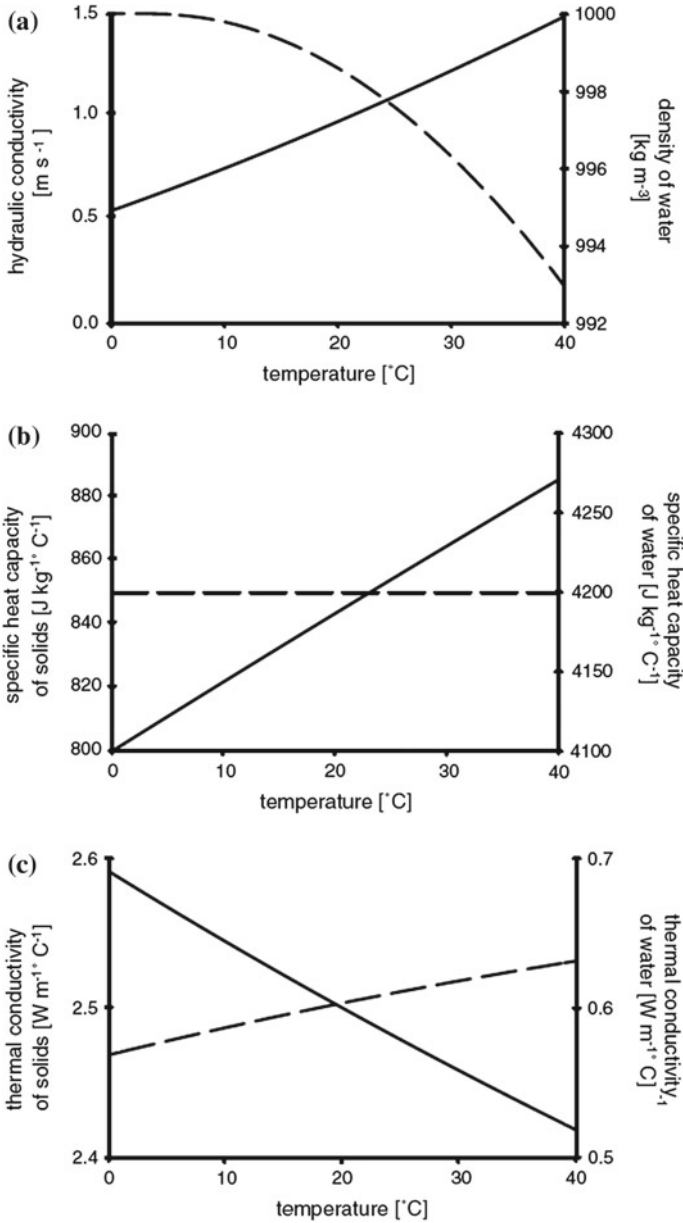 (a)
1.5
1.0
0.5
0.0
hydraulic conductivity
[m s -1]
1000
998
996
994
992
density of water
[kg m-3]
0 10 20 30 40
temperature [°C]
(b)
900
880
860
840
820
800
specific heat capacity
of solids [J kg-1° C-1]
4300
4250
4200
4150
4100
specific heat capacity
of water [J kg-1° C-1]
0 10 20 30 40
temperature [°C]
(c)
2.6
2.5
2.4
thermal conductivity
of solids [W m-1° C-1]
0.7
0.6
0.5
thermal conductivity
of water [W m-1° C]-1
0 10 20 30 40
temperature [°C]